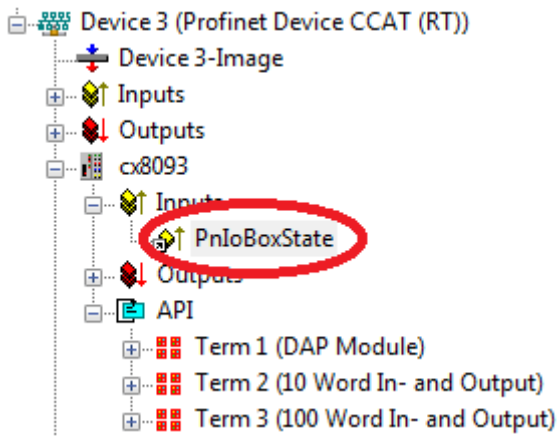 Device 3 (Profinet Device CCAT (RT))
Device 3-Image
Inputs
Outputs
cx8093
Inputs
PnIoBoxState
Outputs
API
Term 1 (DAP Module)
Term 2 (10 Word In- and Output)
Term 3 (100 Word In- and Output)